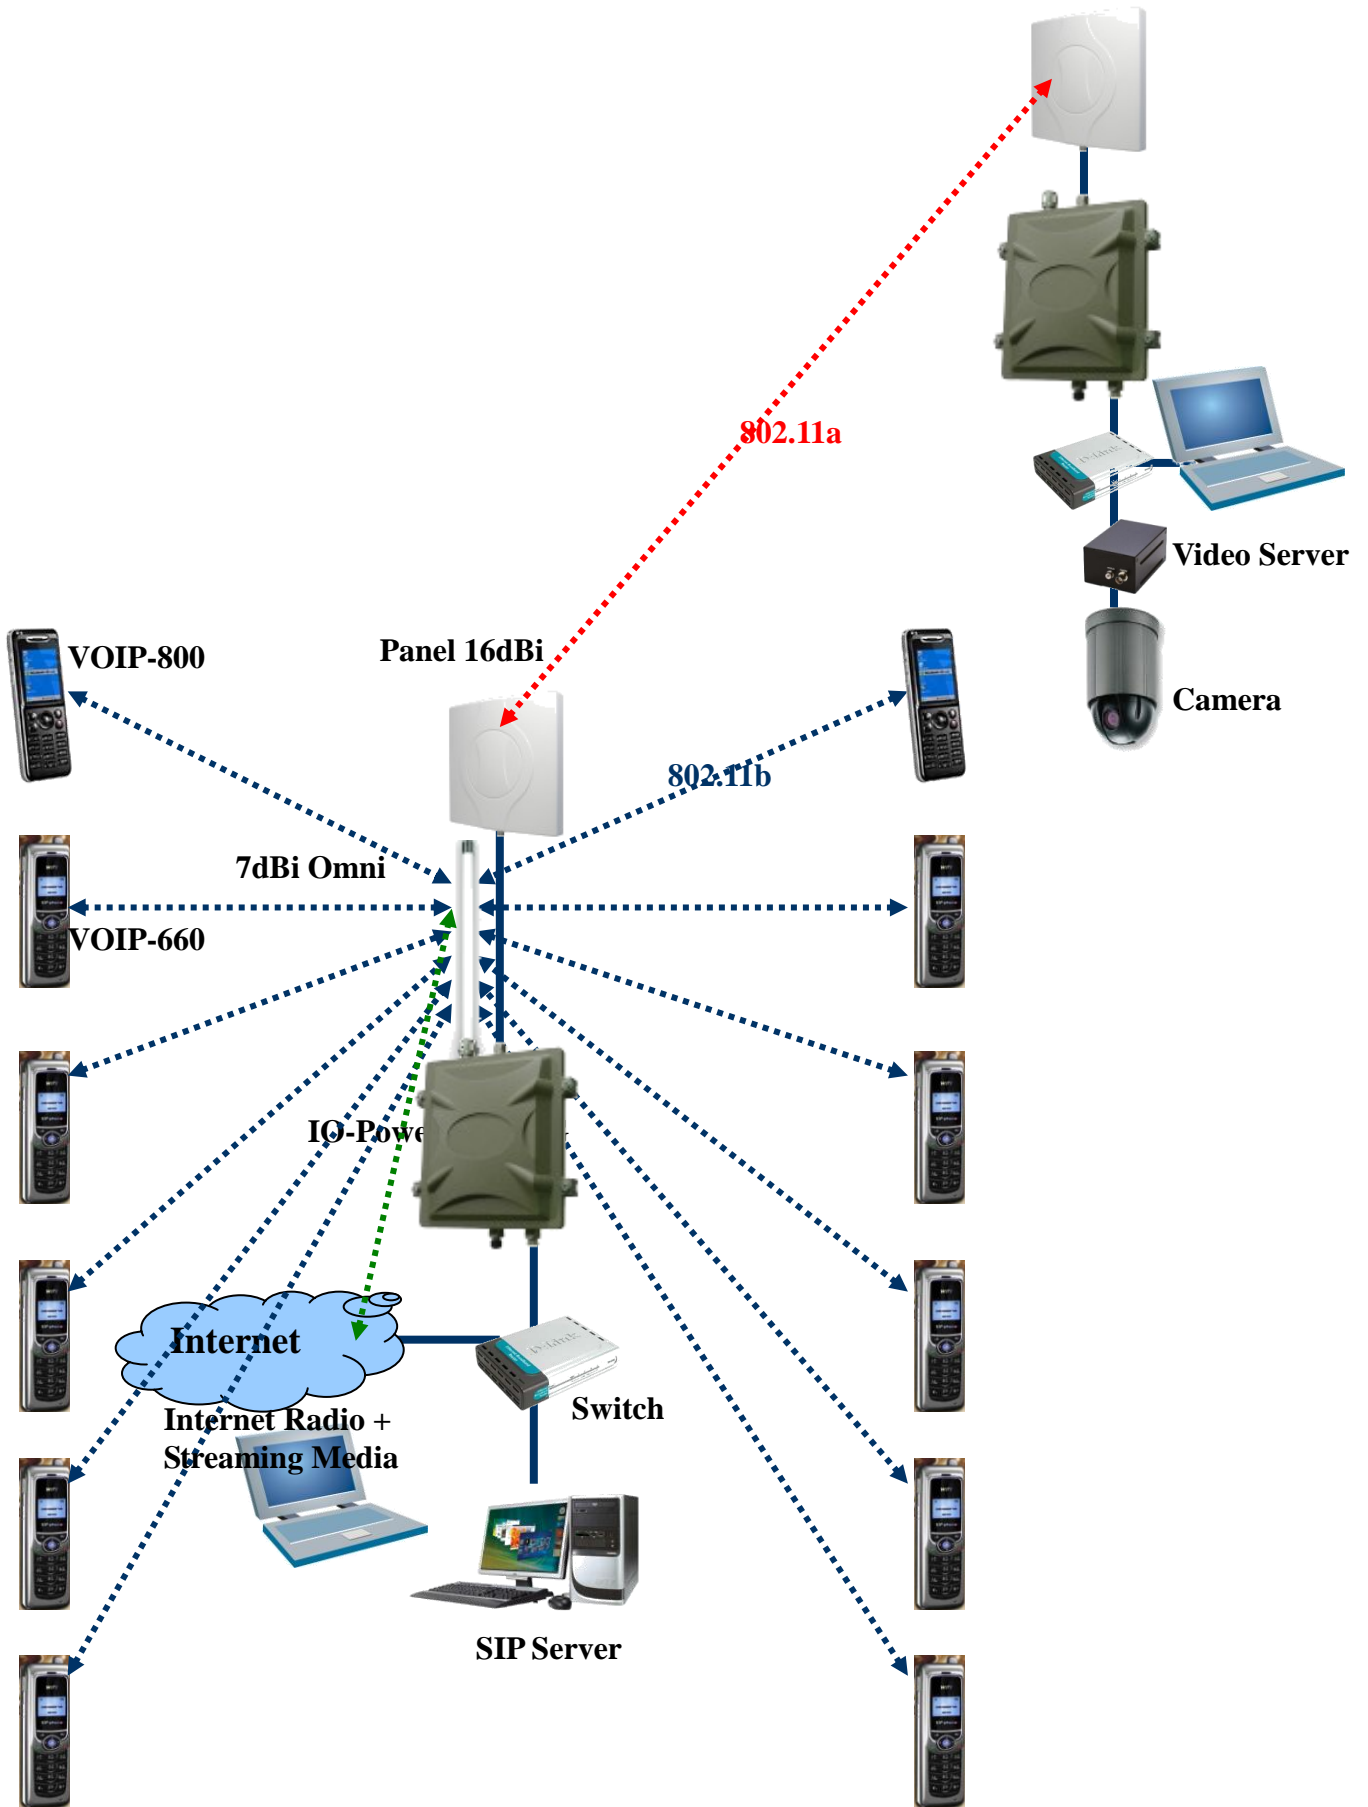 802.11a
Video Server
VOIP-800
Panel 16dBi
Camera
802.11b
7dBi Omni
VOIP-660
Internet
D-Link
Switch
Internet Radio +
Streaming Media
SIP Server